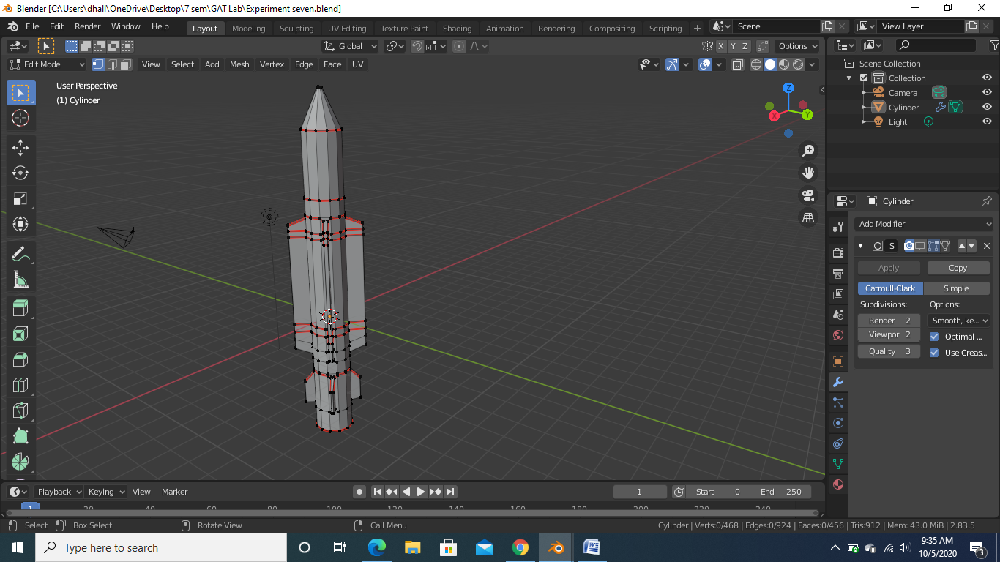 Blender [C:\Users\dhall\OneDrive\Desktop\7 sem\GAT Lab\Experiment seven.blend]
File Edit Render Window Help Layout Modeling Sculpting UV Editing Texture Paint Shading Animation Rendering Compositing Scripting + Scene View Layer
Global X Y Z Options
Edit Mode View Select Add Mesh Vertex Edge Face UV
User Perspective
(1) Cylinder
Z
X Y
Scene Collection
Collection
Camera
Cylinder
Light
Cylinder
Add Modifier
S
Apply Copy
Catmull-Clark Simple
Subdivisions: Options:
Render 2 Smooth, ke...
Viewpor 2 Optimal ...
Quality 3 Use Creas...
Playback Keying View Marker 1 Start 0 End 250
1 20 40 60 80 100 120 140 160 180 200 220 240
Select Box Select Rotate View Call Menu Cylinder | Verts:0/468 | Edges:0/924 | Faces:0/456 | Tris:912 | Mem: 43.0 MiB | 2.83.5
Type here to search
9:35 AM
10/5/2020
3